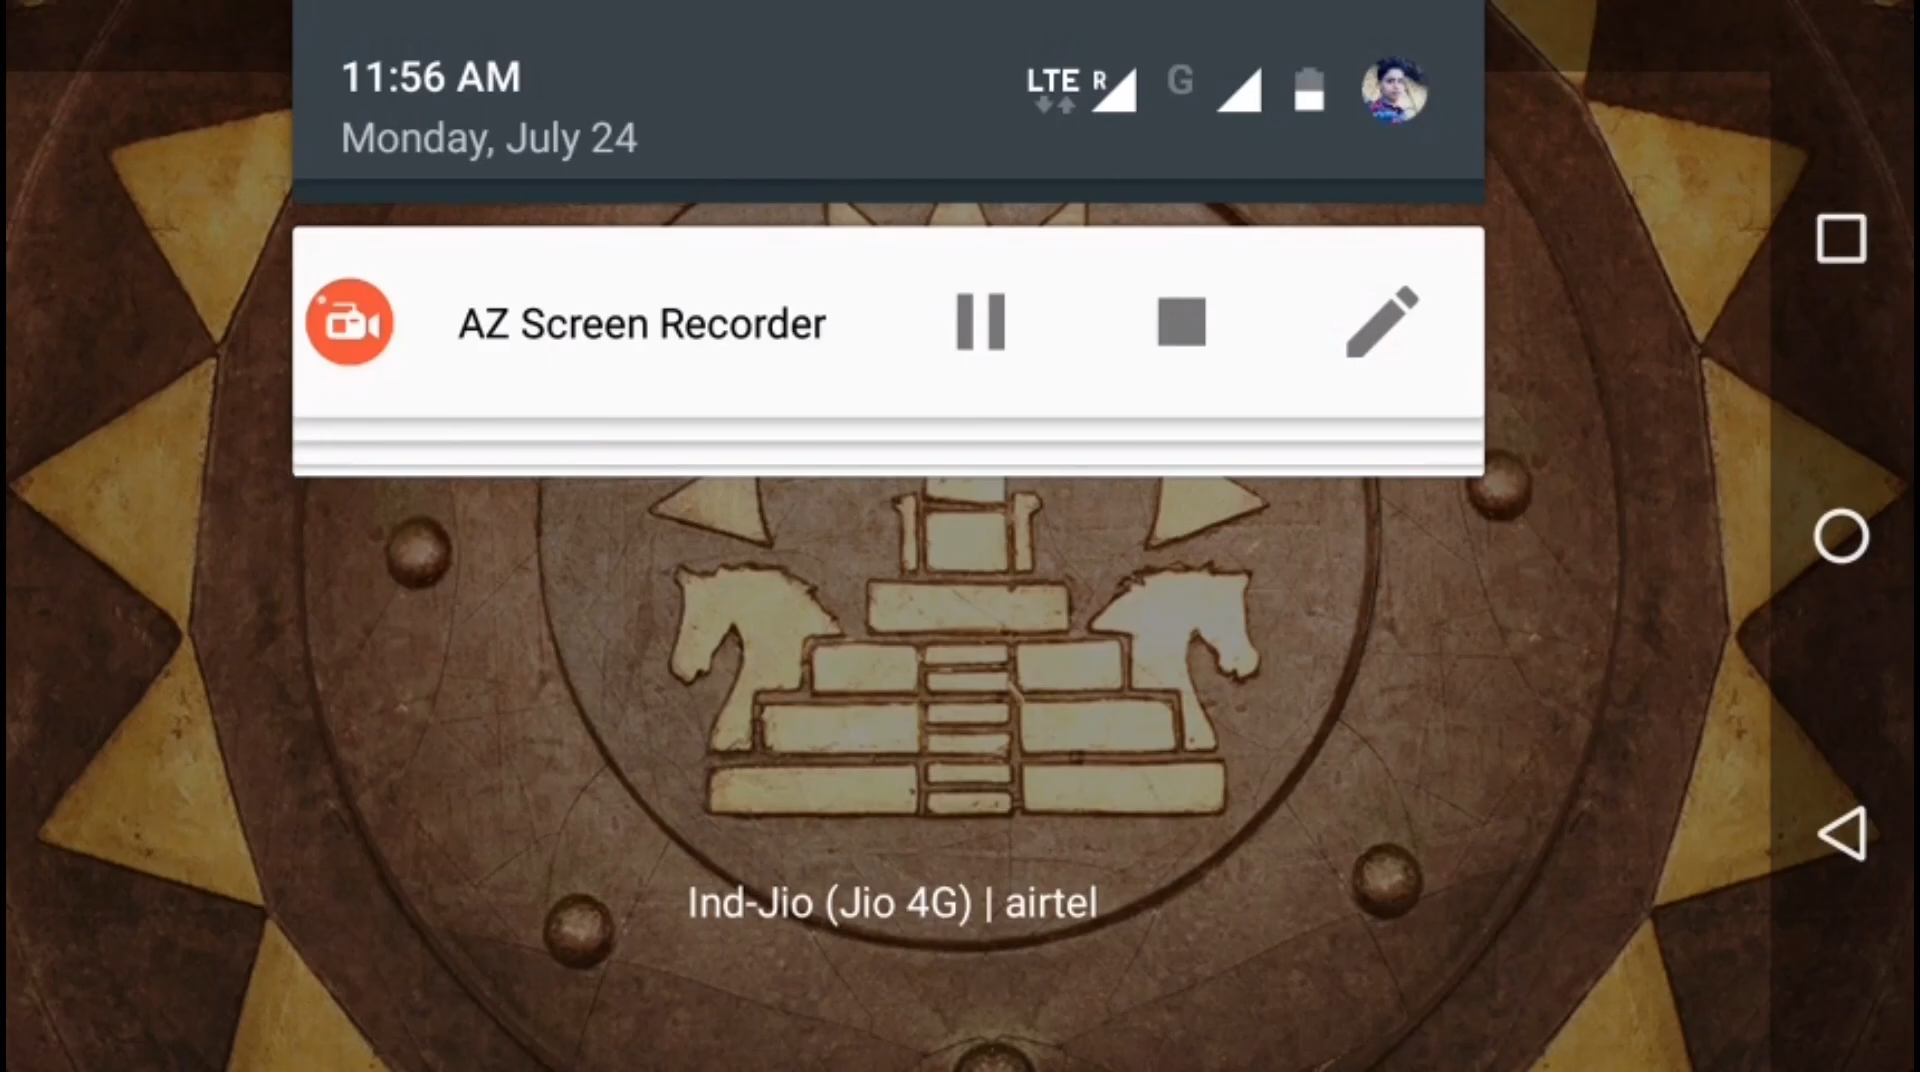 11:56 AM
LTE R G
Monday, July 24
AZ Screen Recorder
Ind-Jio (Jio 4G) | airtel